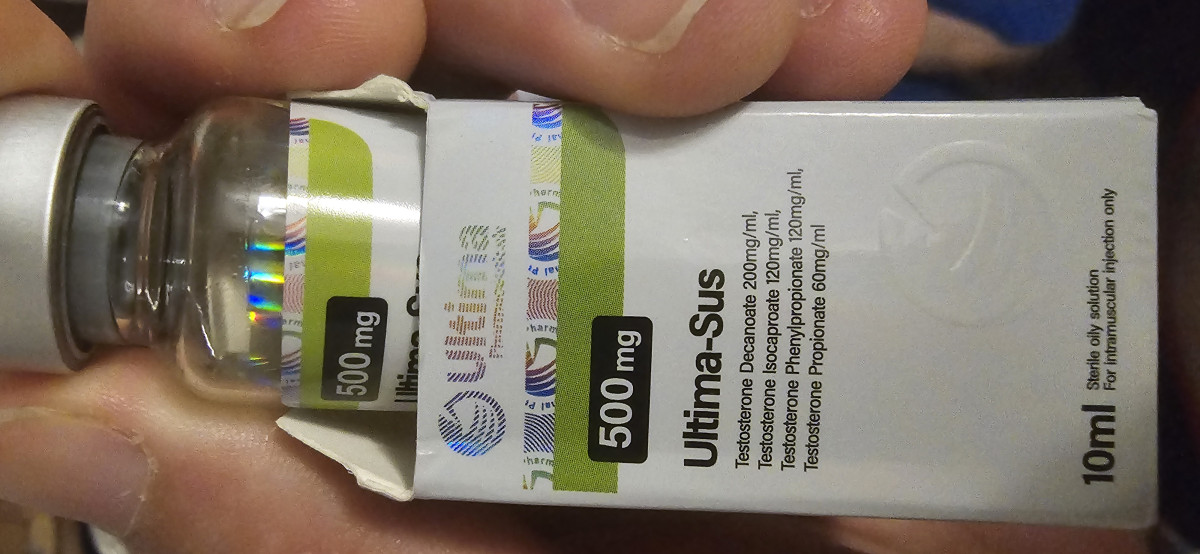 500 mg
Ultima-Sus
Ultima
Pharmaceuticals
500 mg
Ultima-Sus
Testosterone Decanoate 200mg/ml,
Testosterone Isocaproate 120mg/ml,
Testosterone Phenylpropionate 120mg/ml,
Testosterone Propionate 60mg/ml
10ml
Sterile oily solution
For intramuscular injection only